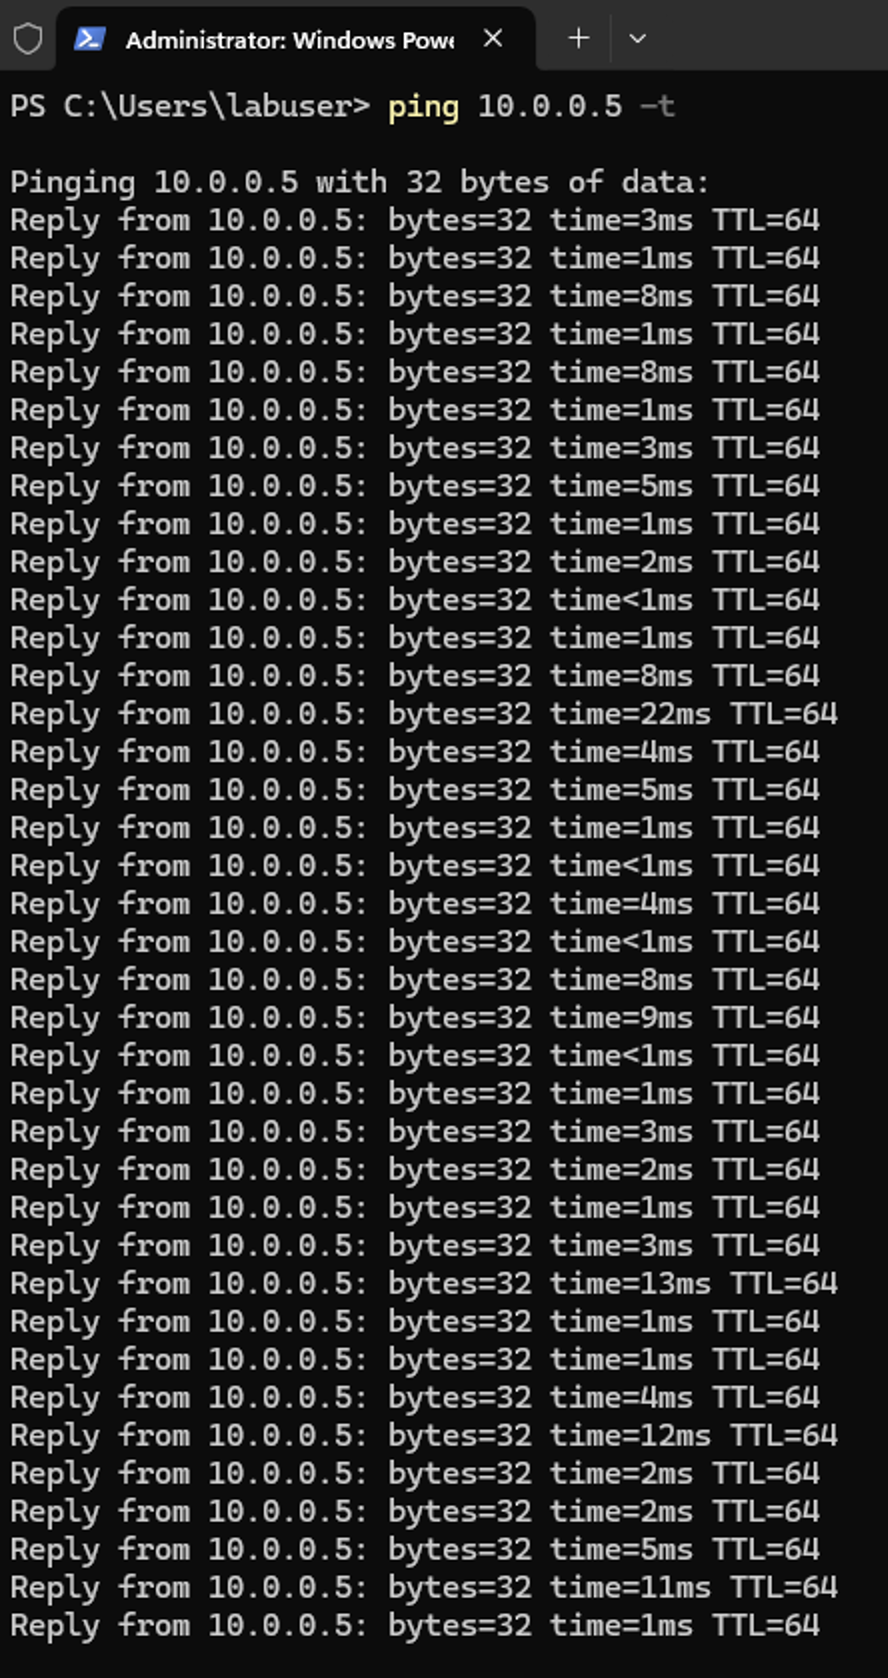 Administrator: Windows Powe
PS C:\Users\labuser> ping 10.0.0.5 -t
Pinging 10.0.0.5 with 32 bytes of data:
Reply from 10.0.0.5: bytes=32 time=3ms TTL=64
Reply from 10.0.0.5: bytes=32 time=1ms TTL=64
Reply from 10.0.0.5: bytes=32 time=8ms TTL=64
Reply from 10.0.0.5: bytes=32 time=1ms TTL=64
Reply from 10.0.0.5: bytes=32 time=8ms TTL=64
Reply from 10.0.0.5: bytes=32 time=1ms TTL=64
Reply from 10.0.0.5: bytes=32 time=3ms TTL=64
Reply from 10.0.0.5: bytes=32 time=5ms TTL=64
Reply from 10.0.0.5: bytes=32 time=1ms TTL=64
Reply from 10.0.0.5: bytes=32 time=2ms TTL=64
Reply from 10.0.0.5: bytes=32 time<1ms TTL=64
Reply from 10.0.0.5: bytes=32 time=1ms TTL=64
Reply from 10.0.0.5: bytes=32 time=8ms TTL=64
Reply from 10.0.0.5: bytes=32 time=22ms TTL=64
Reply from 10.0.0.5: bytes=32 time=4ms TTL=64
Reply from 10.0.0.5: bytes=32 time=5ms TTL=64
Reply from 10.0.0.5: bytes=32 time=1ms TTL=64
Reply from 10.0.0.5: bytes=32 time<1ms TTL=64
Reply from 10.0.0.5: bytes=32 time=4ms TTL=64
Reply from 10.0.0.5: bytes=32 time<1ms TTL=64
Reply from 10.0.0.5: bytes=32 time=8ms TTL=64
Reply from 10.0.0.5: bytes=32 time=9ms TTL=64
Reply from 10.0.0.5: bytes=32 time<1ms TTL=64
Reply from 10.0.0.5: bytes=32 time=1ms TTL=64
Reply from 10.0.0.5: bytes=32 time=3ms TTL=64
Reply from 10.0.0.5: bytes=32 time=2ms TTL=64
Reply from 10.0.0.5: bytes=32 time=1ms TTL=64
Reply from 10.0.0.5: bytes=32 time=3ms TTL=64
Reply from 10.0.0.5: bytes=32 time=13ms TTL=64
Reply from 10.0.0.5: bytes=32 time=1ms TTL=64
Reply from 10.0.0.5: bytes=32 time=1ms TTL=64
Reply from 10.0.0.5: bytes=32 time=4ms TTL=64
Reply from 10.0.0.5: bytes=32 time=12ms TTL=64
Reply from 10.0.0.5: bytes=32 time=2ms TTL=64
Reply from 10.0.0.5: bytes=32 time=2ms TTL=64
Reply from 10.0.0.5: bytes=32 time=5ms TTL=64
Reply from 10.0.0.5: bytes=32 time=11ms TTL=64
Reply from 10.0.0.5: bytes=32 time=1ms TTL=64